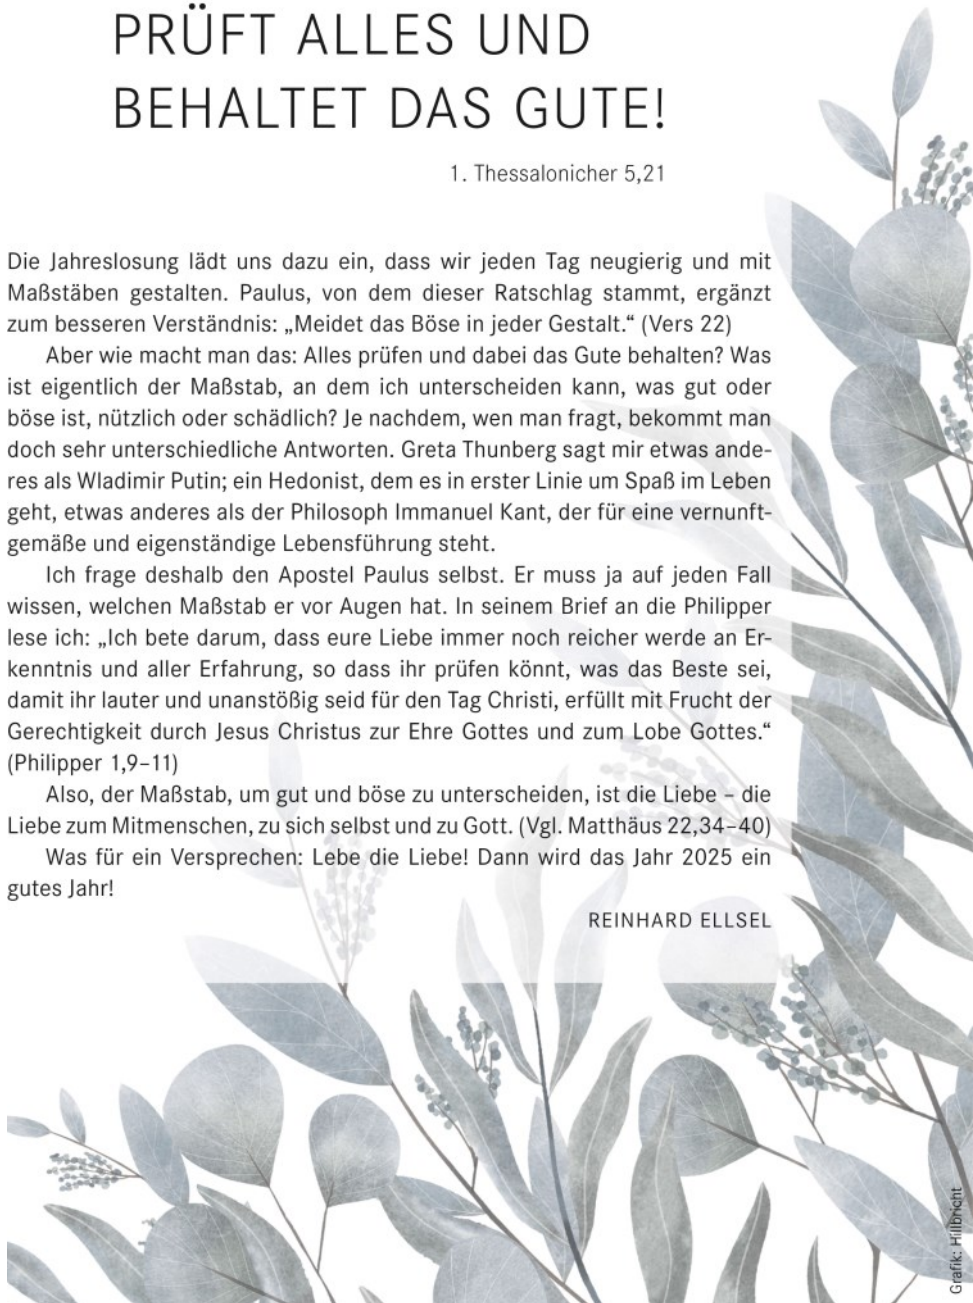 PRÜFT ALLES UND
BEHALTET DAS GUTE!
1. Thessalonicher 5,21
Die Jahreslosung lädt uns dazu ein, dass wir jeden Tag neugierig und mit
Maßstäben gestalten. Paulus, von dem dieser Ratschlag stammt, ergänzt
zum besseren Verständnis: „Meidet das Böse in jeder Gestalt.“ (Vers 22)
Aber wie macht man das: Alles prüfen und dabei das Gute behalten? Was
ist eigentlich der Maßstab, an dem ich unterscheiden kann, was gut oder
böse ist, nützlich oder schädlich? Je nachdem, wen man fragt, bekommt man
doch sehr unterschiedliche Antworten. Greta Thunberg sagt mir etwas ande-
res als Wladimir Putin; ein Hedonist, dem es in erster Linie um Spaß im Leben
geht, etwas anderes als der Philosoph Immanuel Kant, der für eine vernunft-
gemäße und eigenständige Lebensführung steht.
Ich frage deshalb den Apostel Paulus selbst. Er muss ja auf jeden Fall
wissen, welchen Maßstab er vor Augen hat. In seinem Brief an die Philipper
lese ich: „Ich bete darum, dass eure Liebe immer noch reicher werde an Er-
kenntnis und aller Erfahrung, so dass ihr prüfen könnt, was das Beste sei,
damit ihr lauter und unanstößig seid für den Tag Christi, erfüllt mit Frucht der
Gerechtigkeit durch Jesus Christus zur Ehre Gottes und zum Lobe Gottes.“
(Philipper 1,9–11)
Also, der Maßstab, um gut und böse zu unterscheiden, ist die Liebe – die
Liebe zum Mitmenschen, zu sich selbst und zu Gott. (Vgl. Matthäus 22,34–40)
Was für ein Versprechen: Lebe die Liebe! Dann wird das Jahr 2025 ein
gutes Jahr!
REINHARD ELLSEL
Grafik: Hillbricht